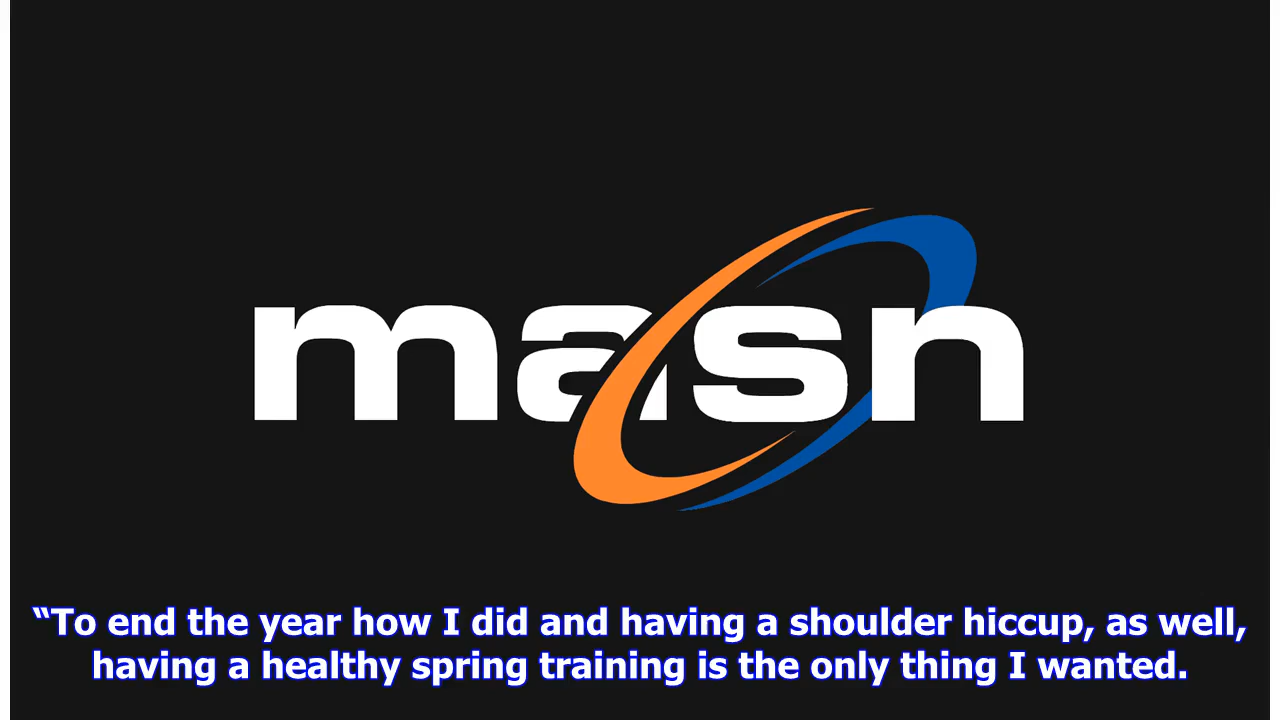 masn
“To end the year how I did and having a shoulder hiccup, as well,
having a healthy spring training is the only thing I wanted.